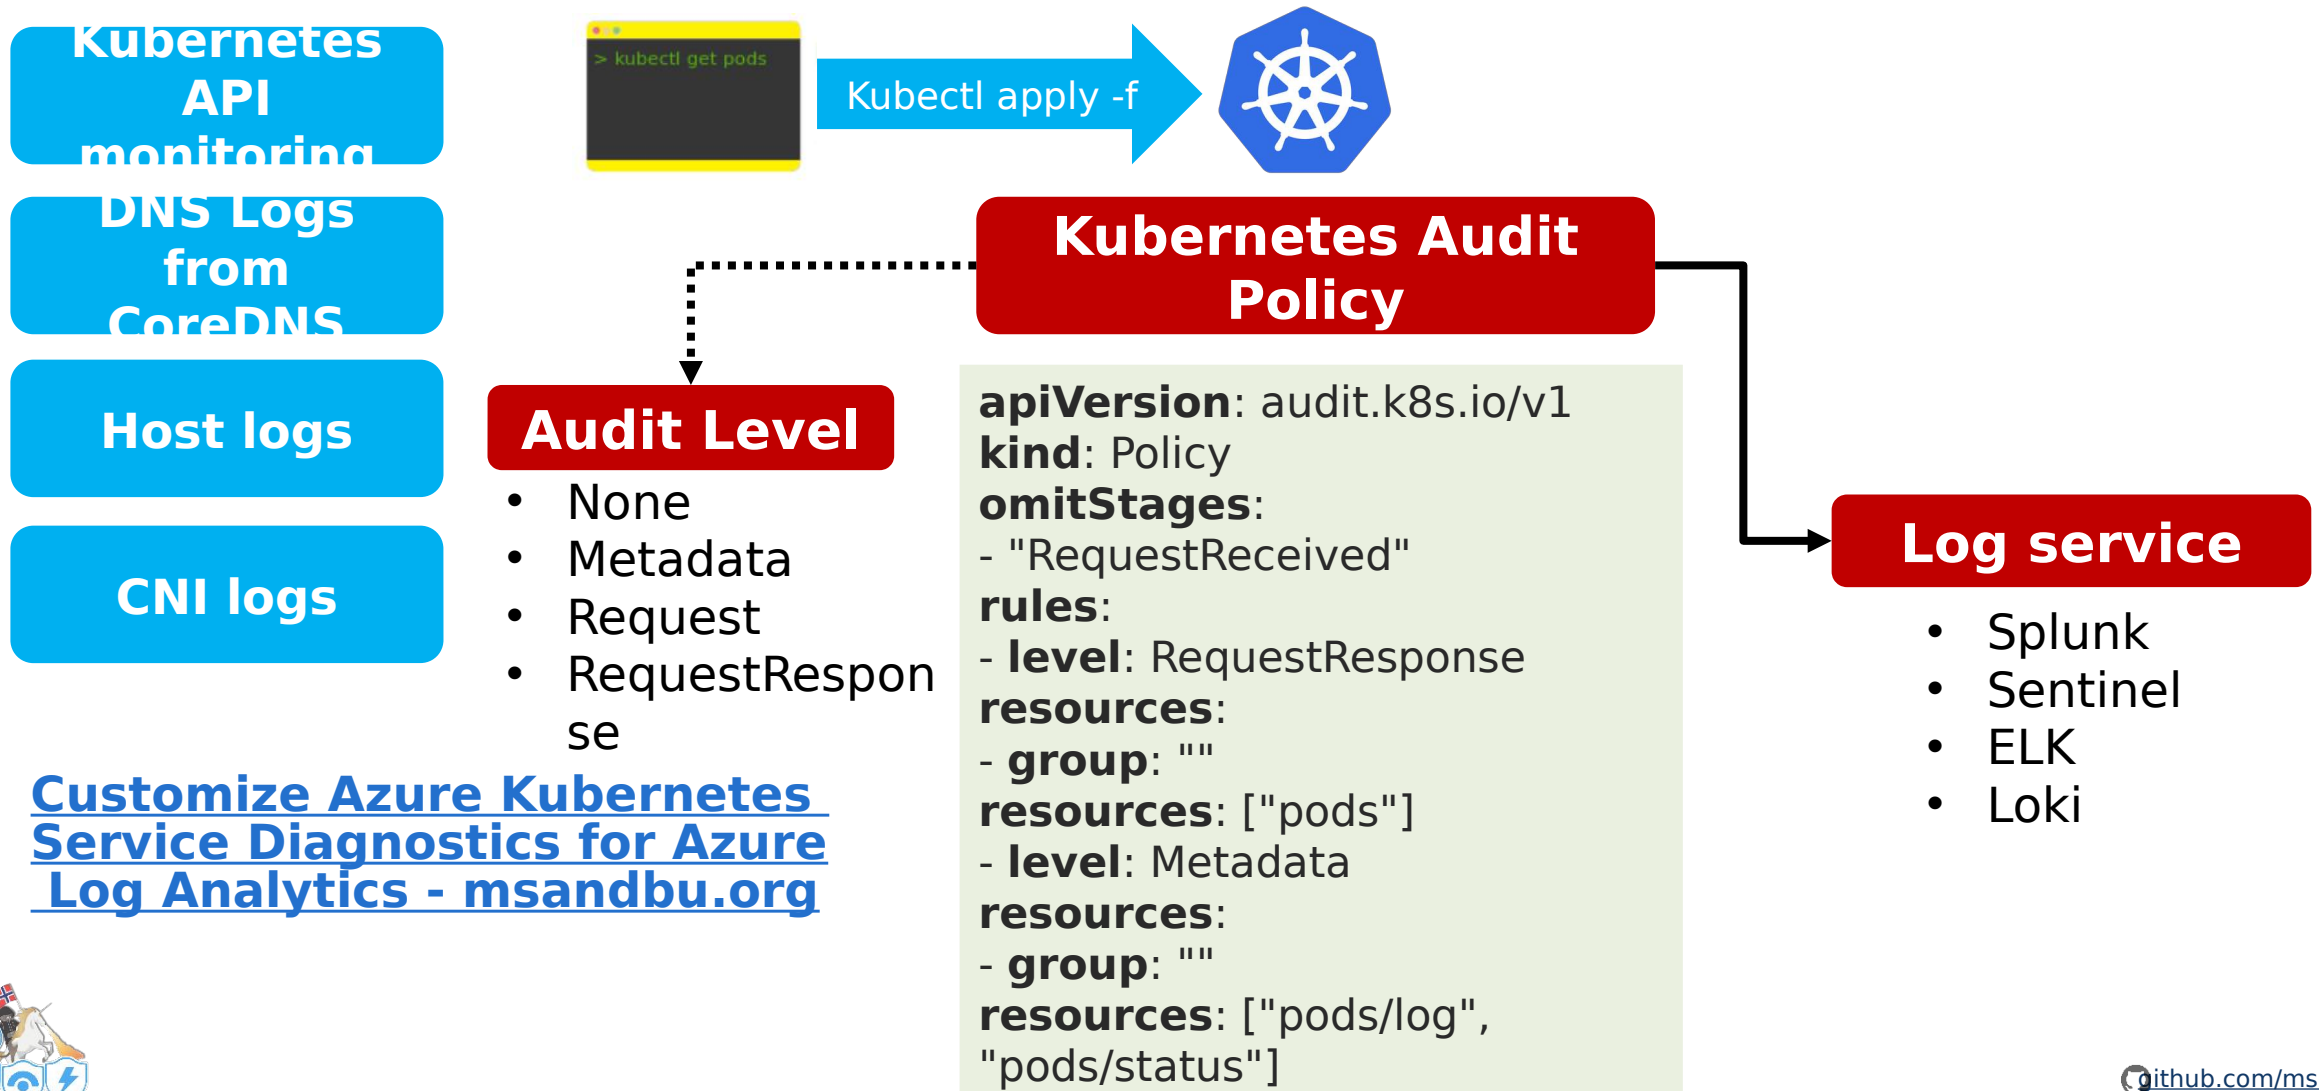 Kubernetes
API
monitoring
DNS Logs
from
CoreDNS
Host logs
CNI logs
> kubectl get pods
Kubectl apply -f
Kubernetes Audit
Policy
Audit Level
• None
• Metadata
• Request
• RequestRespon
se
Customize Azure Kubernetes
Service Diagnostics for Azure
Log Analytics - msandbu.org
apiVersion: audit.k8s.io/v1
kind: Policy
omitStages:
- "RequestReceived"
rules:
- level: RequestResponse
resources:
- group: ""
resources: ["pods"]
- level: Metadata
resources:
- group: ""
resources: ["pods/log",
"pods/status"]
Log service
• Splunk
• Sentinel
• ELK
• Loki
github.com/ms